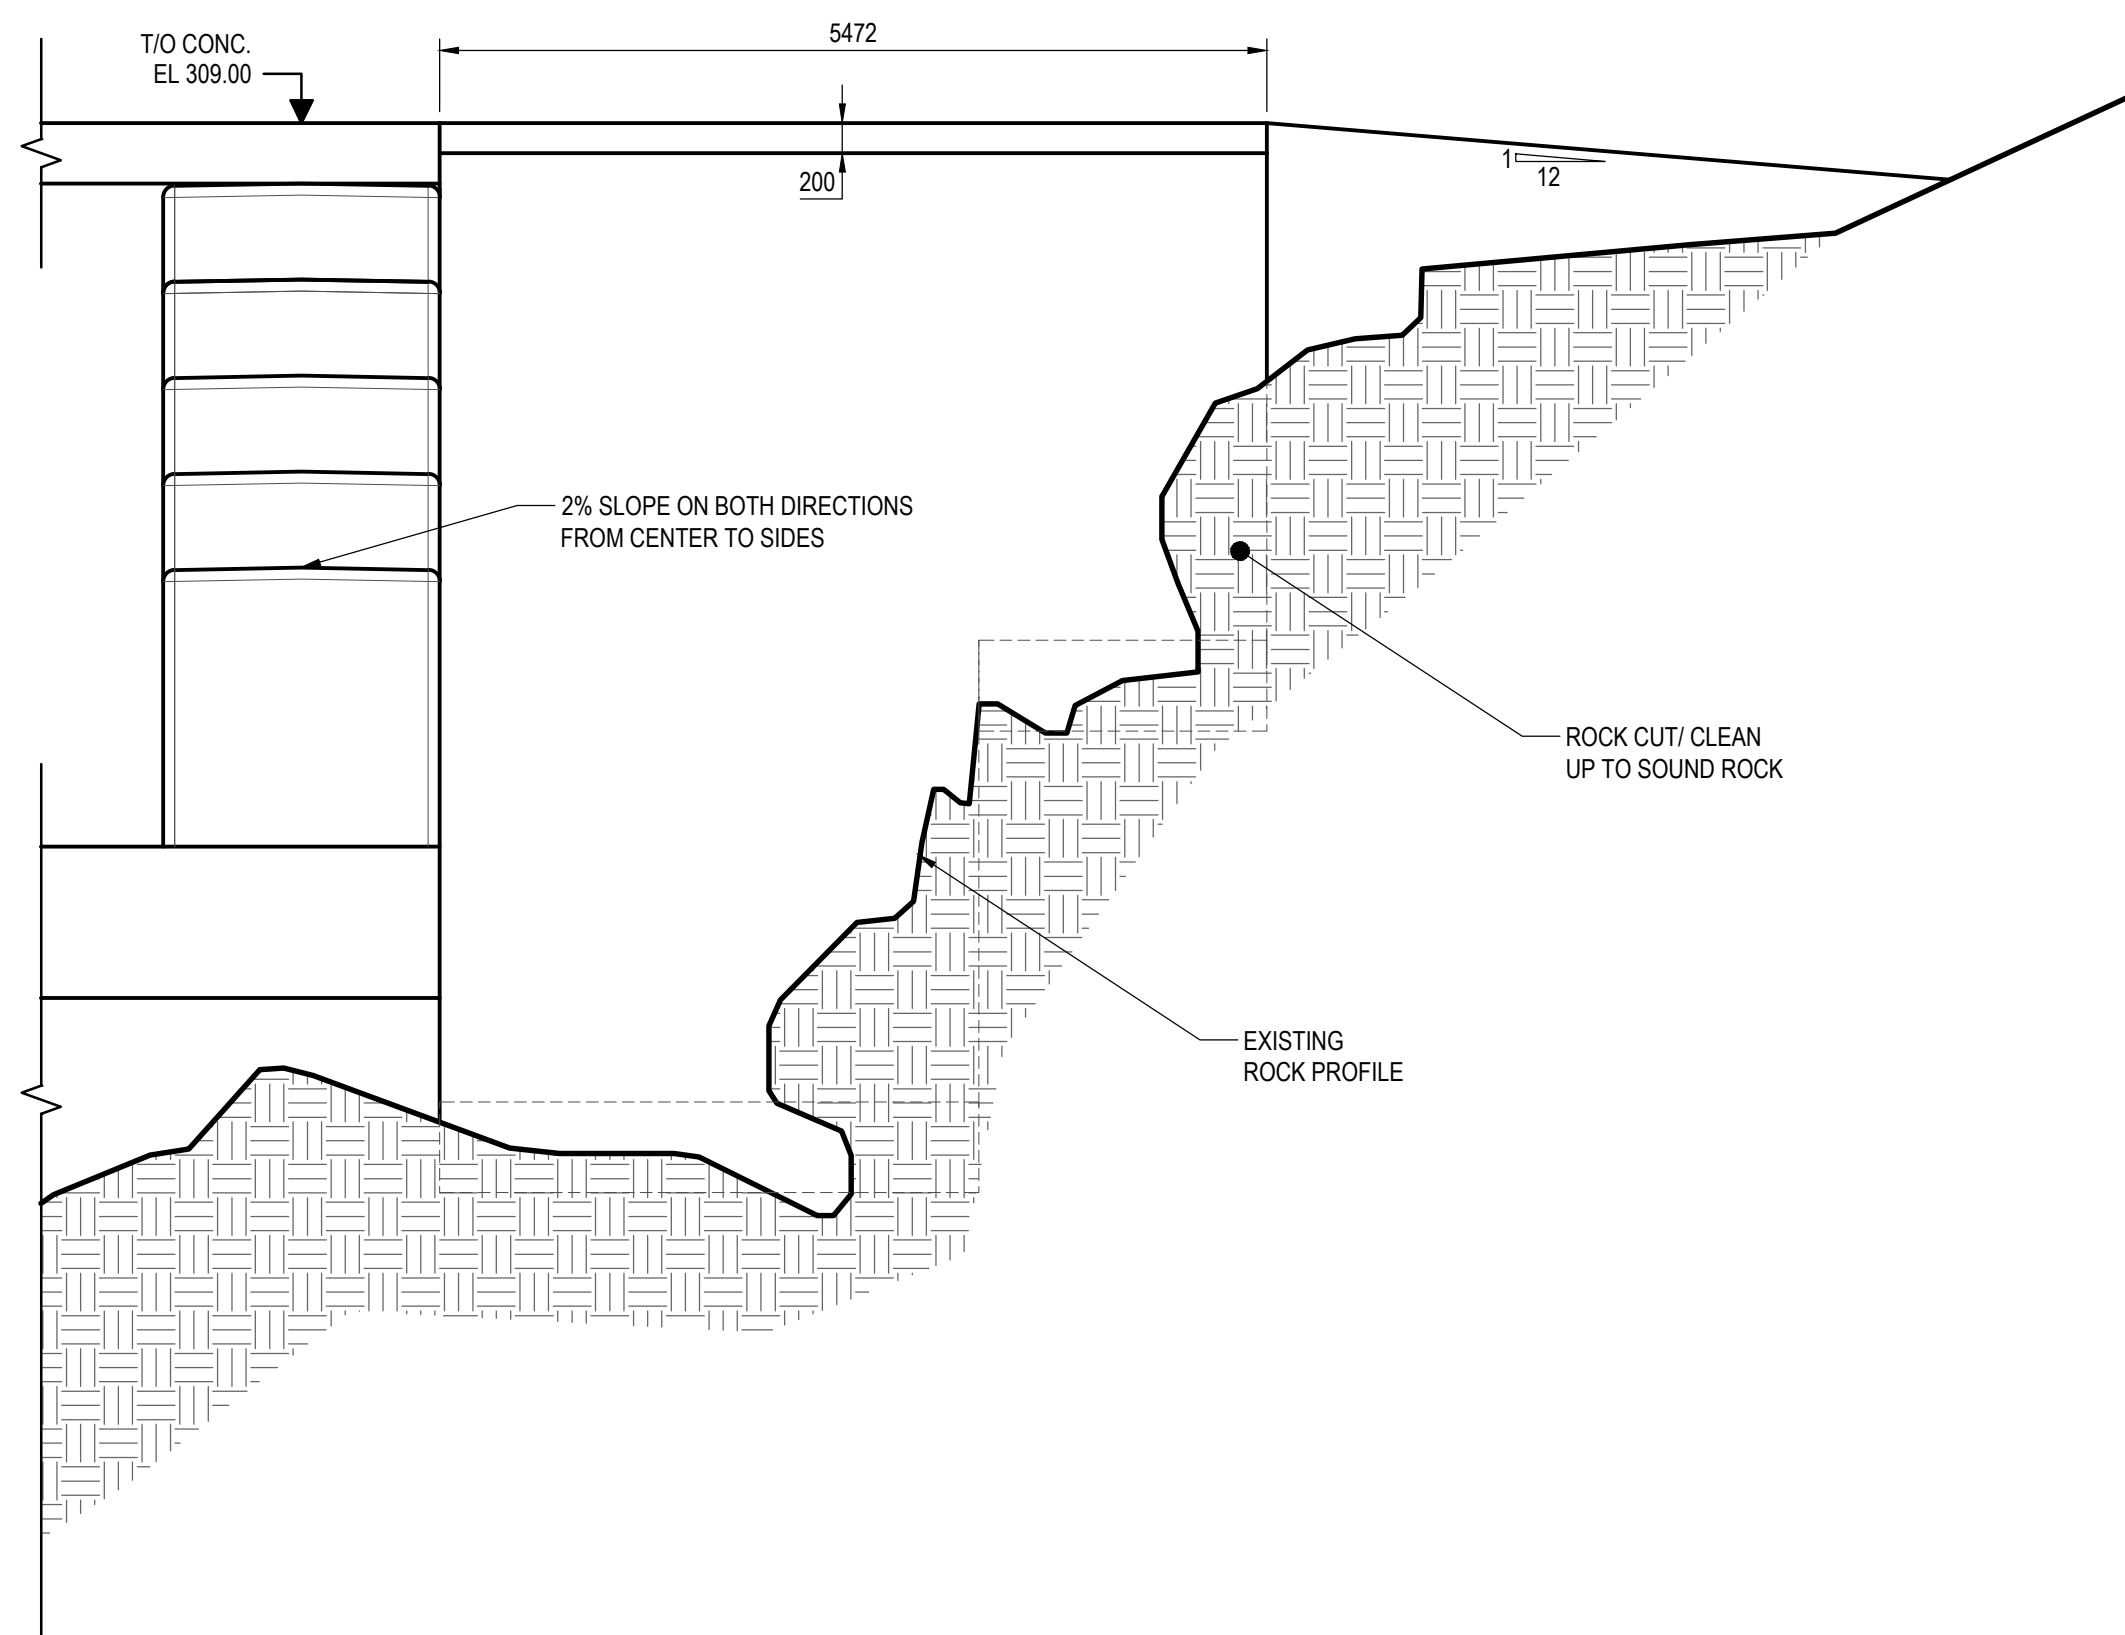 5472
T/O CONC.
EL 309.00
1
12
200
2% SLOPE ON BOTH DIRECTIONS
FROM CENTER TO SIDES
ROCK CUT/ CLEAN
UP TO SOUND ROCK
EXISTING
ROCK PROFILE